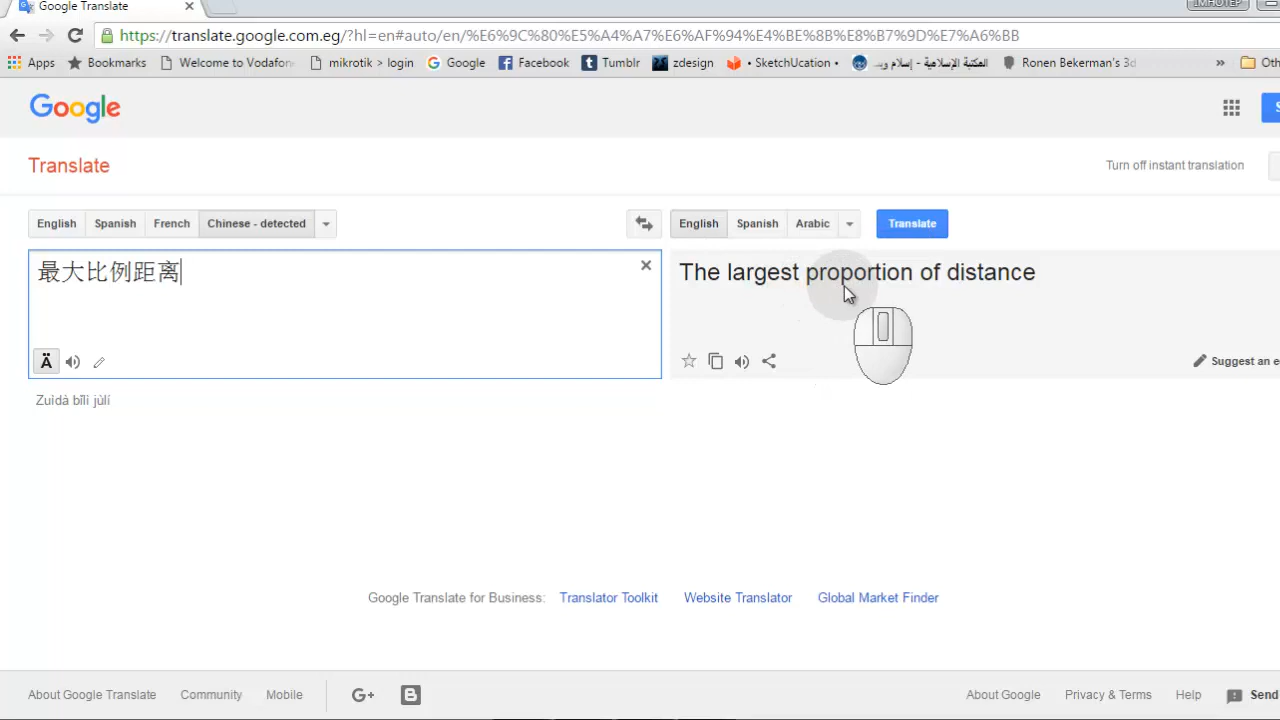 Google Translate
IMHOTEP
https://translate.google.com.eg/?hl=en#auto/en/%E6%9C%80%E5%A4%A7%E6%AF%94%E4%BE%8B%E8%B7%9D%E7%A6%BB
Apps Bookmarks Welcome to Vodafon mikrotik > login Google Facebook Tumblr zdesign • SketchUcation • المكتبة الإسلامية - إسلام ويب Ronen Bekerman's 3d » Oth
Google
Translate
Turn off instant translation
English Spanish French Chinese - detected English Spanish Arabic Translate
最大比例距离
The largest proportion of distance
Ä
Suggest an e
Zuìdà bǐlì jùlí
Google Translate for Business: Translator Toolkit Website Translator Global Market Finder
About Google Translate Community Mobile G+ B About Google Privacy & Terms Help Send